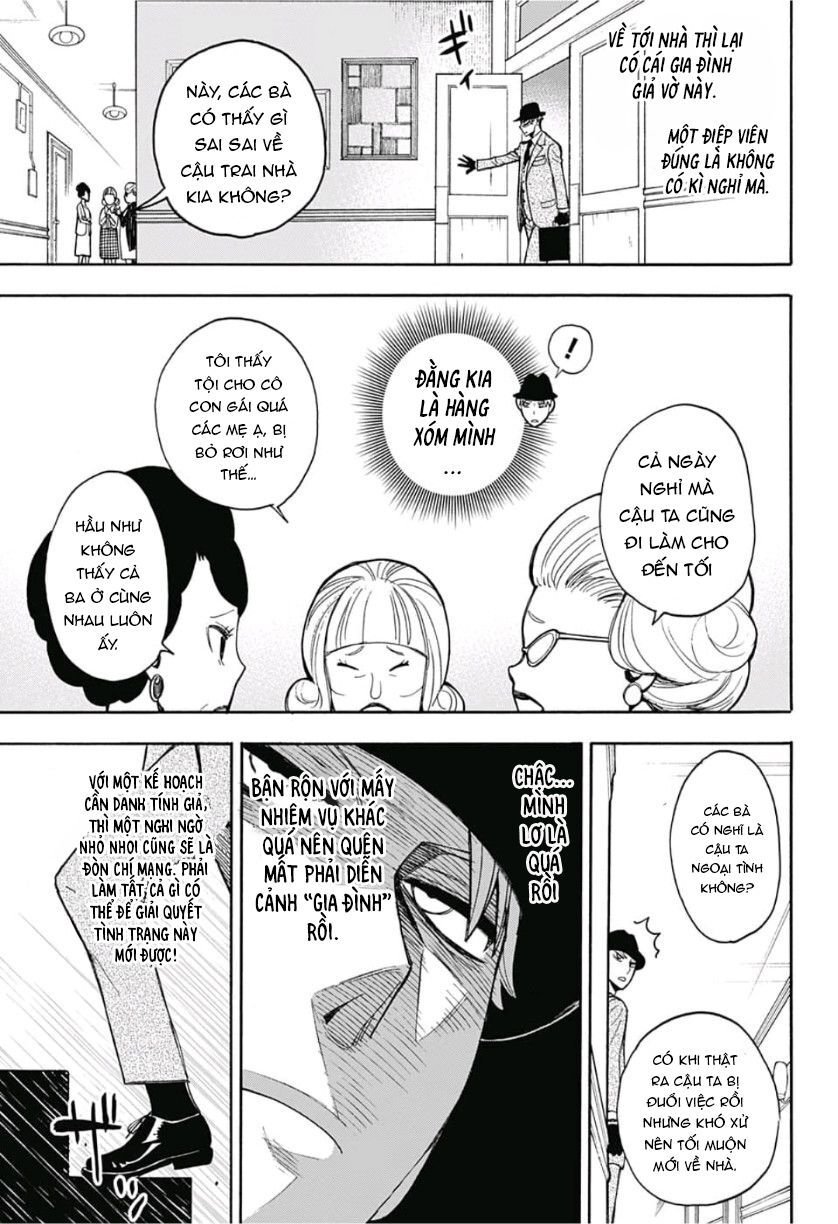 VỀ TỚI NHÀ THÌ LẠI
CÓ CÁI GIA ĐÌNH
GIẢ VỜ NÀY.
MỘT ĐIỆP VIÊN
ĐÚNG LÀ KHÔNG
CÓ KÌ NGHỈ MÀ.
ギィ
NÀY, CÁC BÀ
CÓ THẤY GÌ
SAI SAI VỀ
CẬU TRAI NHÀ
KIA KHÔNG?
!
ĐẰNG KIA
LÀ HÀNG
XÓM MÌNH
...
CẢ NGÀY
NGHỈ MÀ
CẬU TA CŨNG
ĐI LÀM CHO
ĐẾN TỐI
TÔI THẤY
TỘI CHO CÔ
CON GÁI QUÁ
CÁC MẸ Ạ, BỊ
BỎ RƠI NHƯ
THẾ...
HẦU NHƯ
KHÔNG
THẤY CẢ
BA Ở CÙNG
NHAU LUÔN
ẤY.
CÁC BÀ
CÓ NGHĨ LÀ
CẬU TA
NGOẠI TÌNH
KHÔNG?
CÓ KHI THẬT
RA CẬU TA BỊ
ĐUỔI VIỆC RỒI
NHƯNG KHÓ XỬ
NÊN TỐI MUỘN
MỚI VỀ NHÀ.
CHẬC...
MÌNH
LƠ LÀ
QUÁ
RỒI
BẬN RỘN VỚI MẤY
NHIỆM VỤ KHÁC
QUÁ NÊN QUÊN
MẤT PHẢI DIỄN
CẢNH “GIA ĐÌNH”
RỒI.
VỚI MỘT KẾ HOẠCH
CẦN DANH TÍNH GIẢ,
THÌ MỘT NGHI NGỜ
NHỎ NHOI CŨNG SẼ LÀ
ĐÒN CHÍ MẠNG. PHẢI
LÀM TẤT CẢ GÌ CÓ
THỂ ĐỂ GIẢI QUYẾT
TÌNH TRẠNG NÀY
MỚI ĐƯỢC!
ザッ